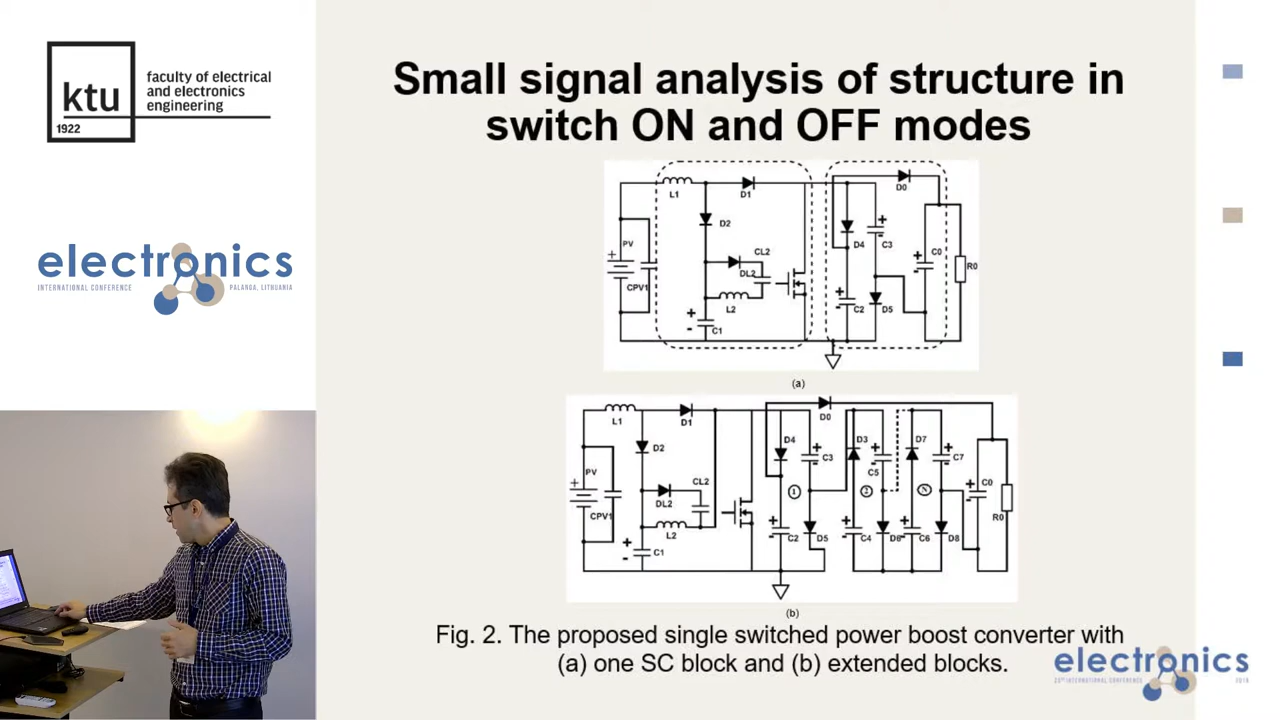 ktu
1922
faculty of electrical
and electronics
engineering
electronics
INTERNATIONAL CONFERENCE
PALANGA, LITHUANIA
Small signal analysis of structure in
switch ON and OFF modes
L1
D1
D0
D2
PV
CL2
DL2
CPV1
L2
C1
D4
C3
C0
R0
C2
D5
(a)
L1
D1
D0
D2
PV
CL2
DL2
CPV1
L2
C1
D4
C3
D3
C5
D7
C7
C0
R0
1
2
N
C2
D5
C4
D6
C6
D8
(b)
Fig. 2. The proposed single switched power boost converter with
(a) one SC block and (b) extended blocks.
electronics
INTERNATIONAL CONFERENCE